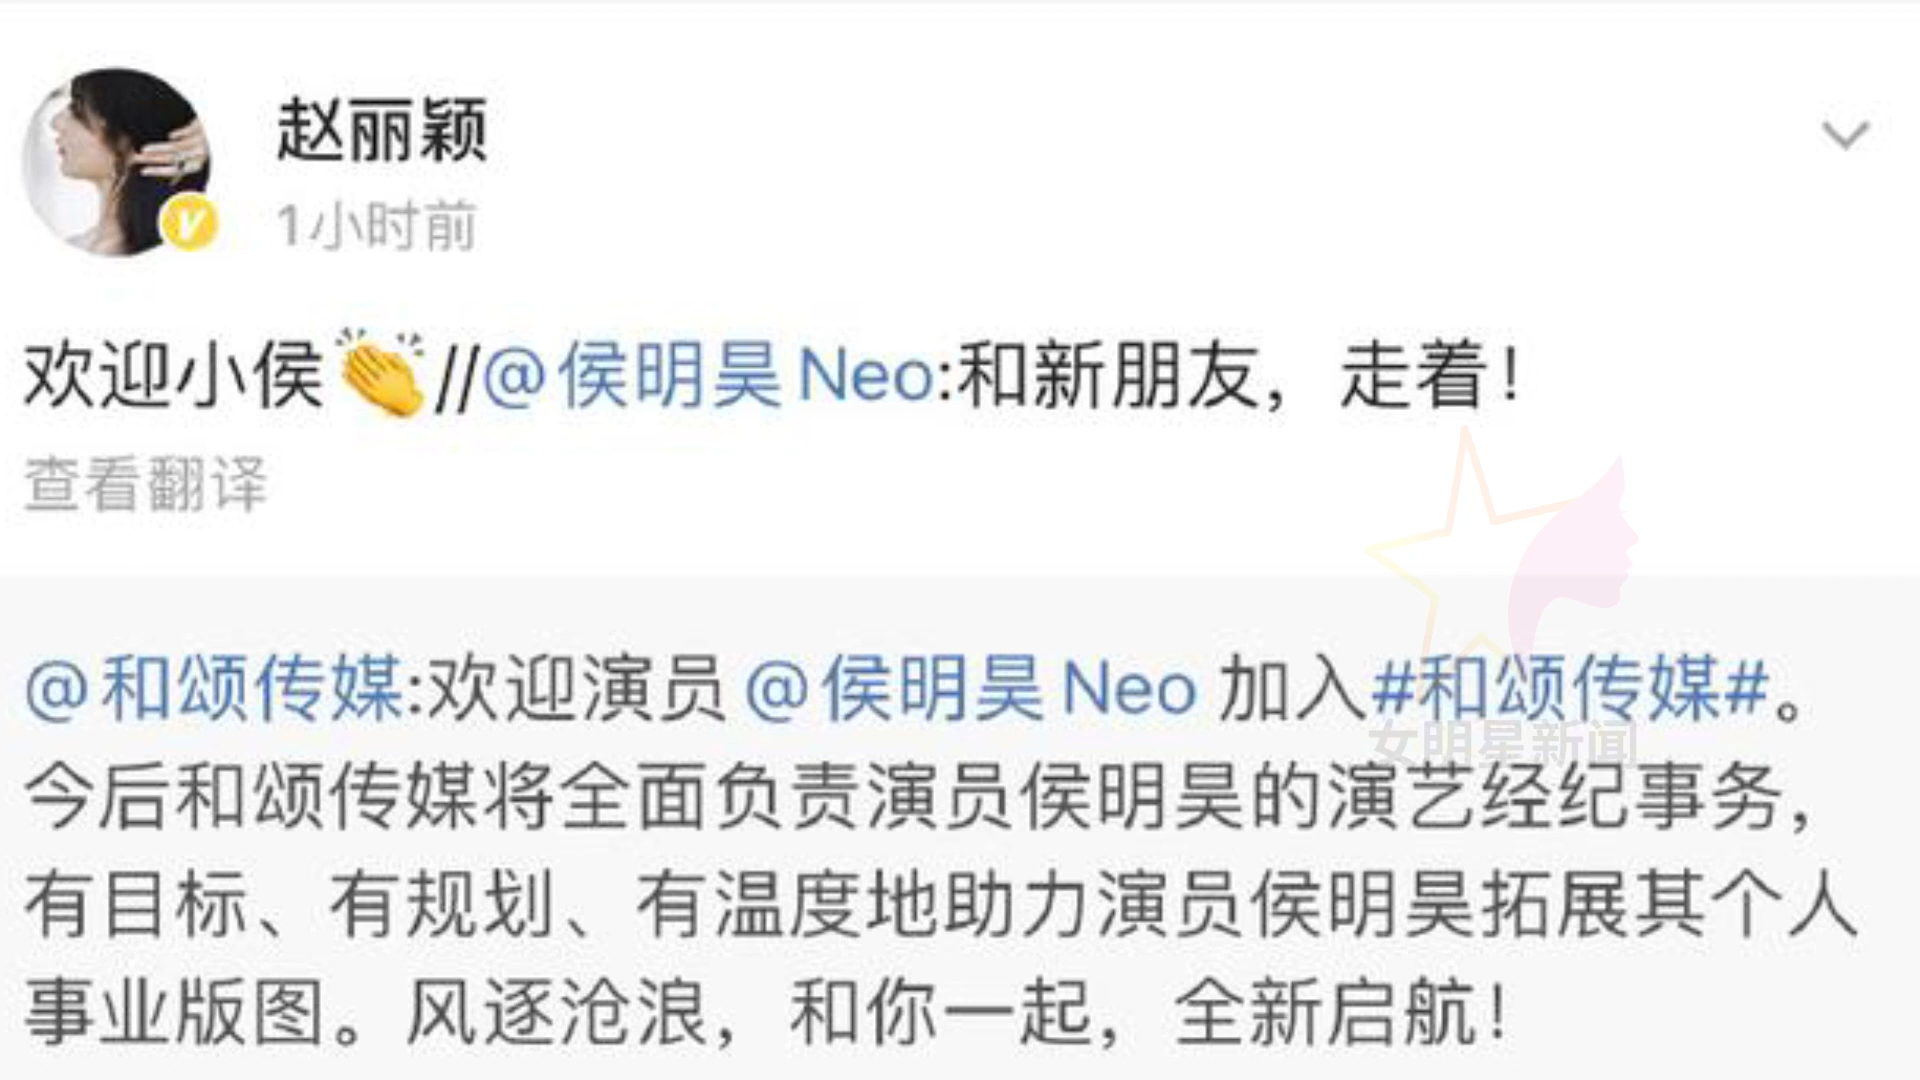 赵丽颖
1小时前
欢迎小侯👏//@侯明昊Neo:和新朋友，走着！
查看翻译
@和颂传媒:欢迎演员 @侯明昊Neo 加入#和颂传媒#。
女明星新闻
今后和颂传媒将全面负责演员侯明昊的演艺经纪事务，
有目标、有规划、有温度地助力演员侯明昊拓展其个人
事业版图。风逐沧浪，和你一起，全新启航！